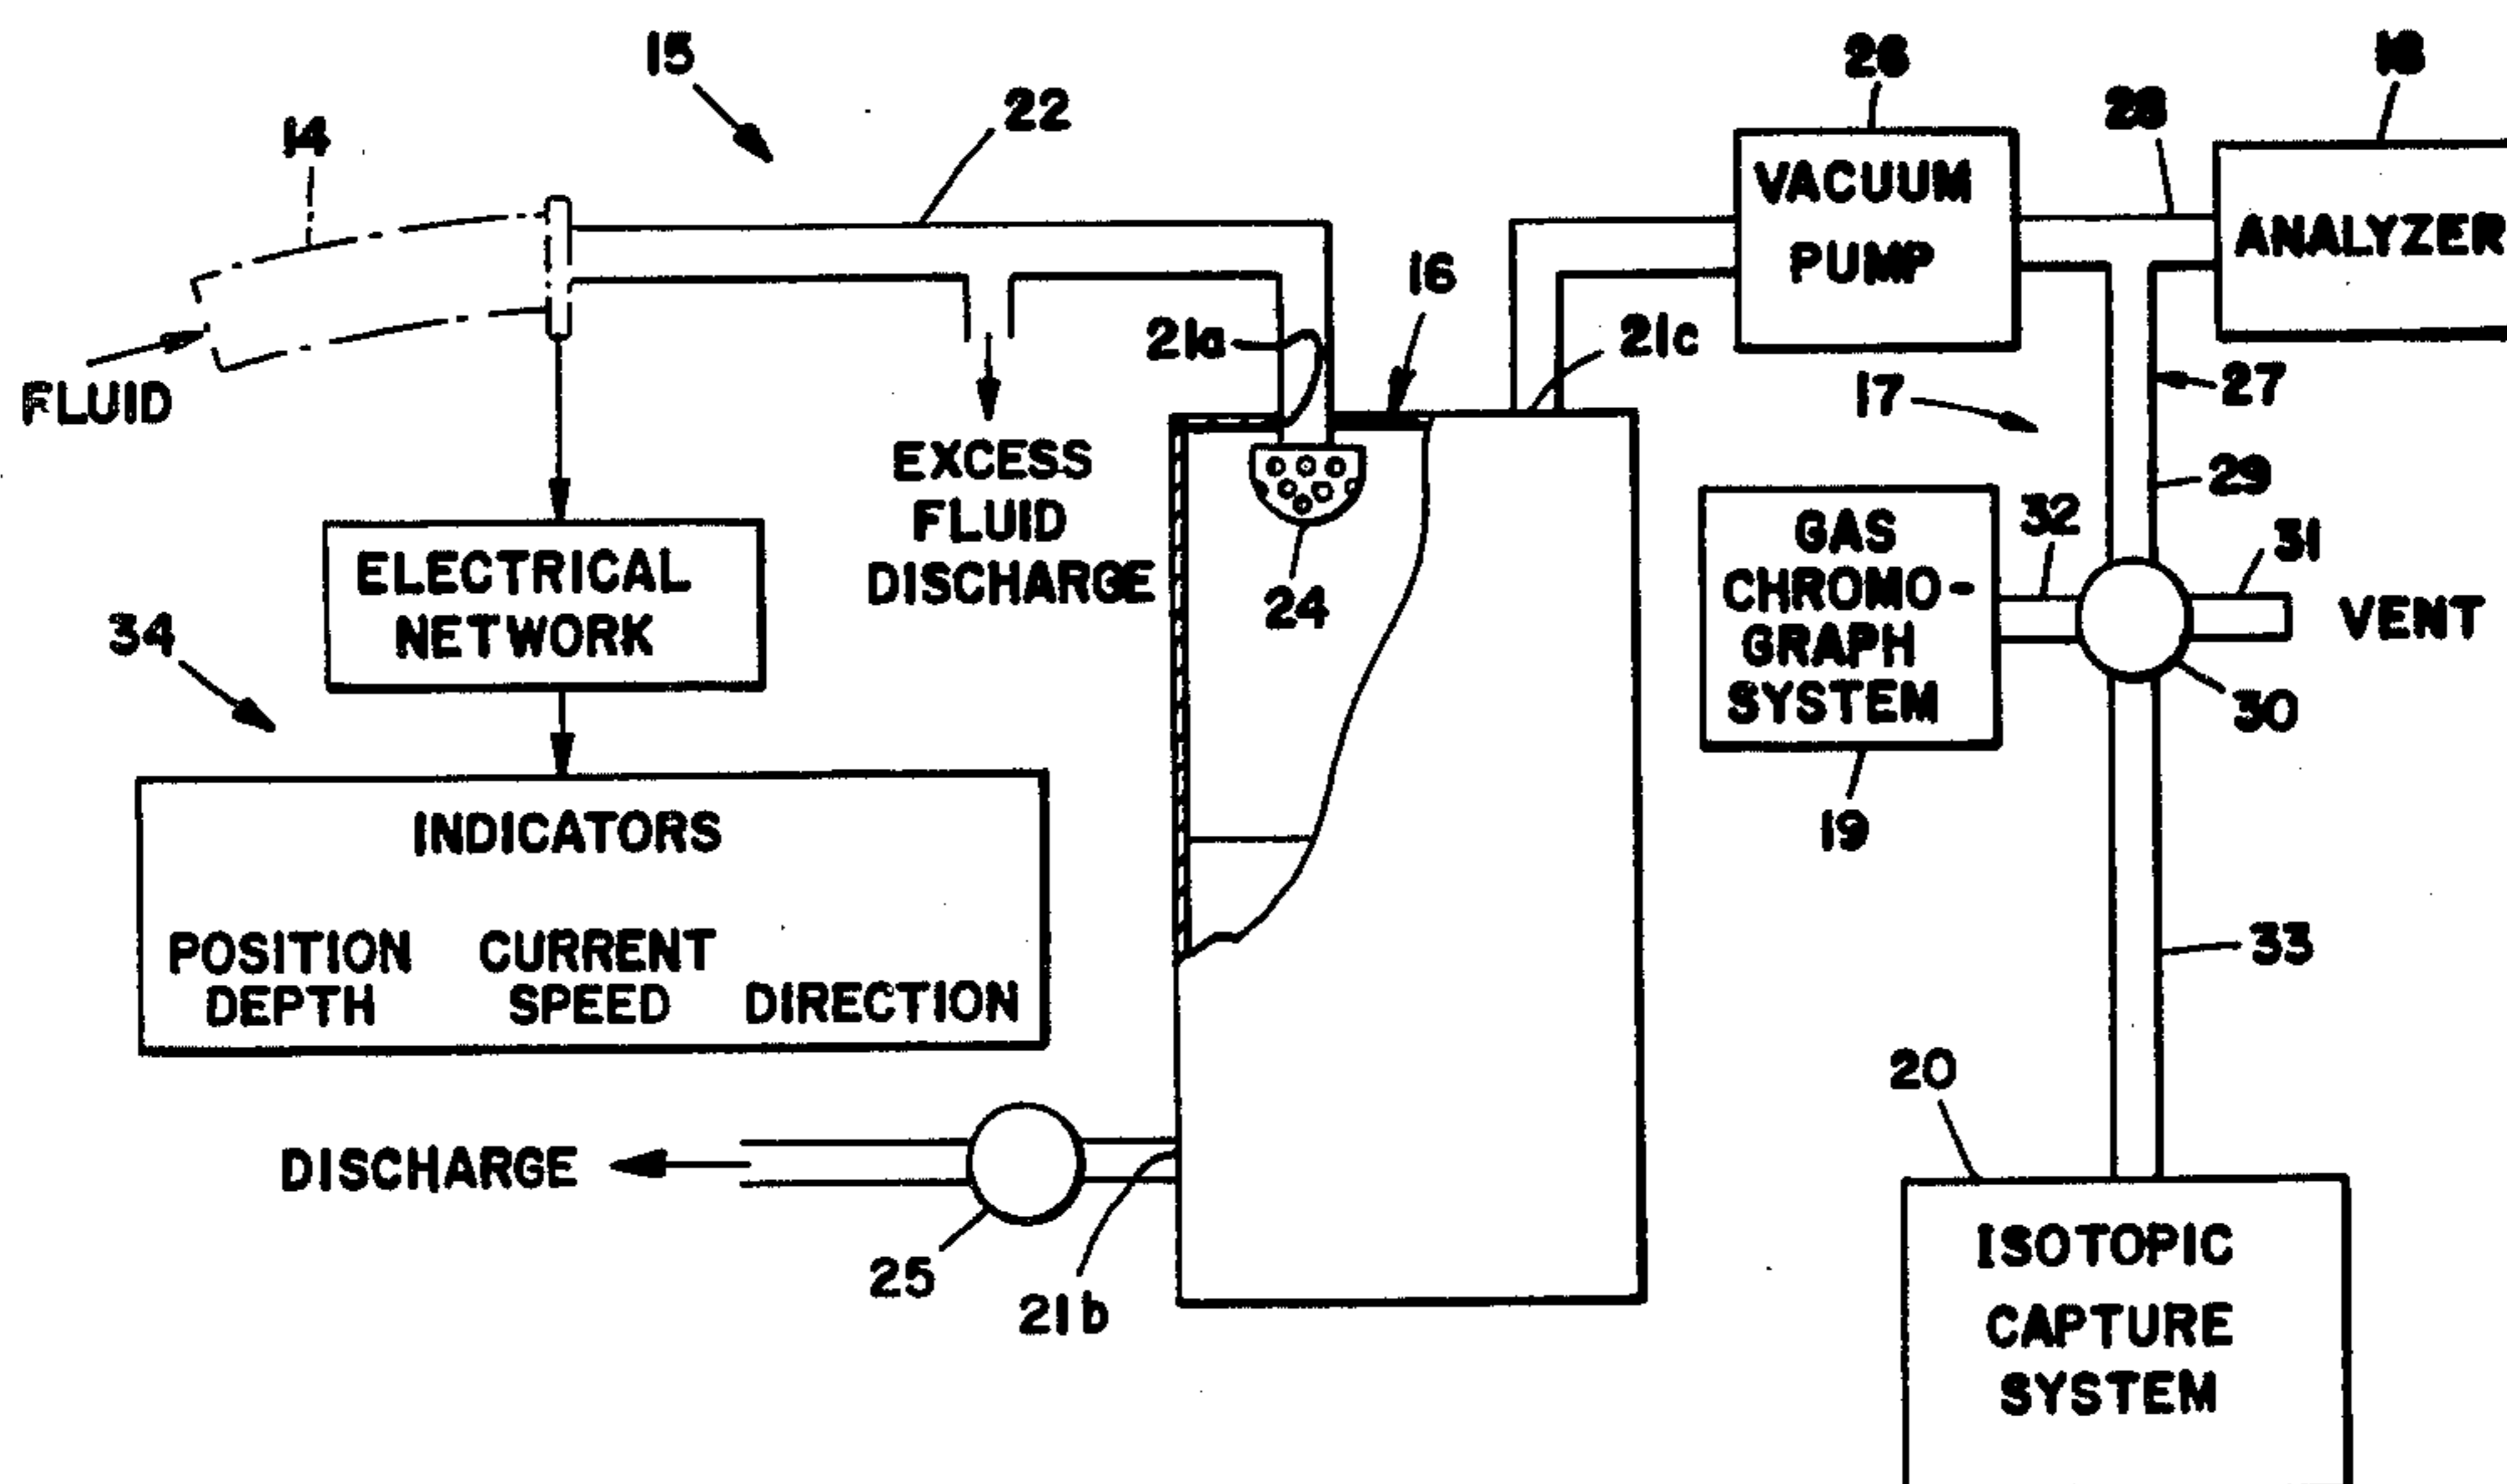 15
22
26
28
18
14
VACUUM
PUMP
ANALYZER
16
21a
21c
FLUID
17
27
EXCESS
FLUID
DISCHARGE
29
GAS
CHROMO-
GRAPH
SYSTEM
32
31
VENT
ELECTRICAL
NETWORK
24
34
30
19
INDICATORS
POSITION
DEPTH
CURRENT
SPEED
DIRECTION
33
20
DISCHARGE
25
21b
ISOTOPIC
CAPTURE
SYSTEM